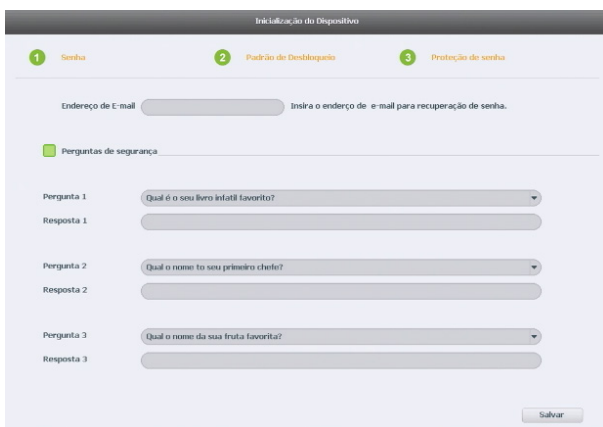 Inicialização do Dispositivo
1 Senha 2 Padrão de Desbloqueio 3 Proteção de senha
Endereço de E-mail Insira o enderço de e-mail para recuperação de senha.
Perguntas de segurança
Pergunta 1 Qual é o seu livro infatil favorito?
Resposta 1
Pergunta 2 Qual o nome to seu primeiro chefe?
Resposta 2
Pergunta 3 Qual o nome da sua fruta favorita?
Resposta 3
Salvar